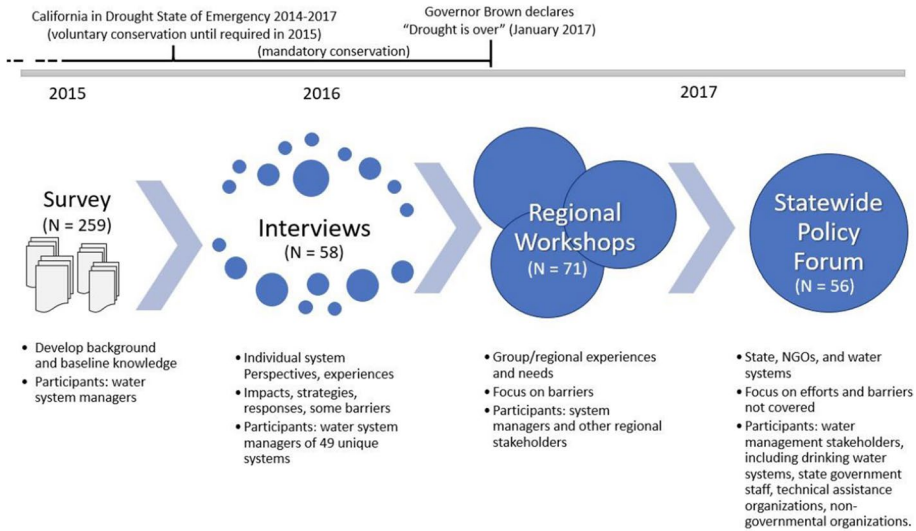 California in Drought State of Emergency 2014-2017
(voluntary conservation until required in 2015)
(mandatory conservation)
Governor Brown declares
“Drought is over” (January 2017)
2015
2016
2017
Survey
(N = 259)
Interviews
(N = 58)
Regional
Workshops
(N = 71)
Statewide
Policy
Forum
(N = 56)
• Develop background
and baseline knowledge
• Participants: water
system managers
• Individual system
Perspectives, experiences
• Impacts, strategies,
responses, some barriers
• Participants: water system
managers of 49 unique
systems
• Group/regional experiences
and needs
• Focus on barriers
• Participants: system
managers and other regional
stakeholders
• State, NGOs, and water
systems
• Focus on efforts and barriers
not covered
• Participants: water
management stakeholders,
including drinking water
systems, state government
staff, technical assistance
organizations, non-
governmental organizations.